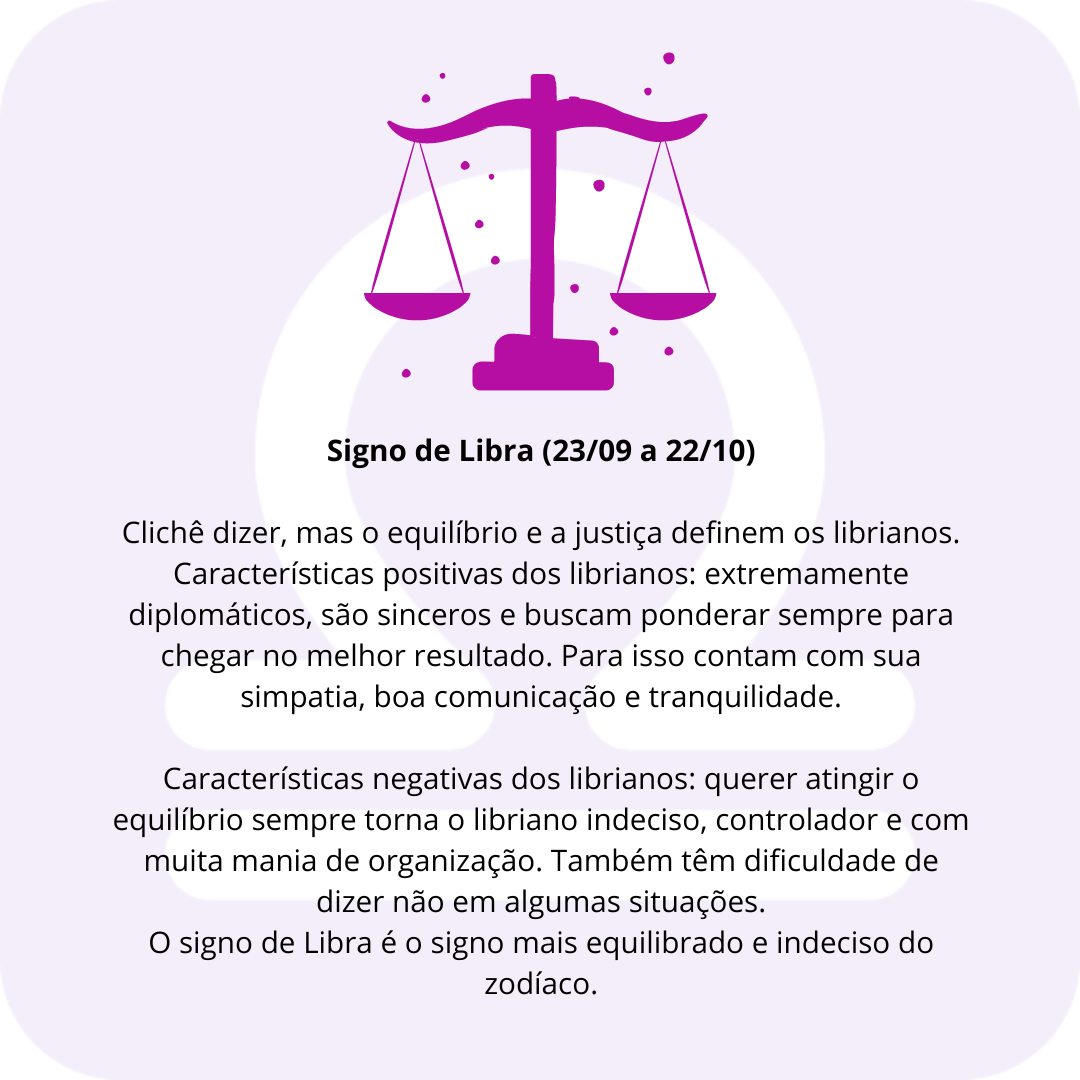 Signo de Libra (23/09 a 22/10)
Clichê dizer, mas o equilíbrio e a justiça definem os librianos.
Características positivas dos librianos: extremamente
diplomáticos, são sinceros e buscam ponderar sempre para
chegar no melhor resultado. Para isso contam com sua
simpatia, boa comunicação e tranquilidade.
Características negativas dos librianos: querer atingir o
equilíbrio sempre torna o libriano indeciso, controlador e com
muita mania de organização. Também têm dificuldade de
dizer não em algumas situações.
O signo de Libra é o signo mais equilibrado e indeciso do
zodíaco.